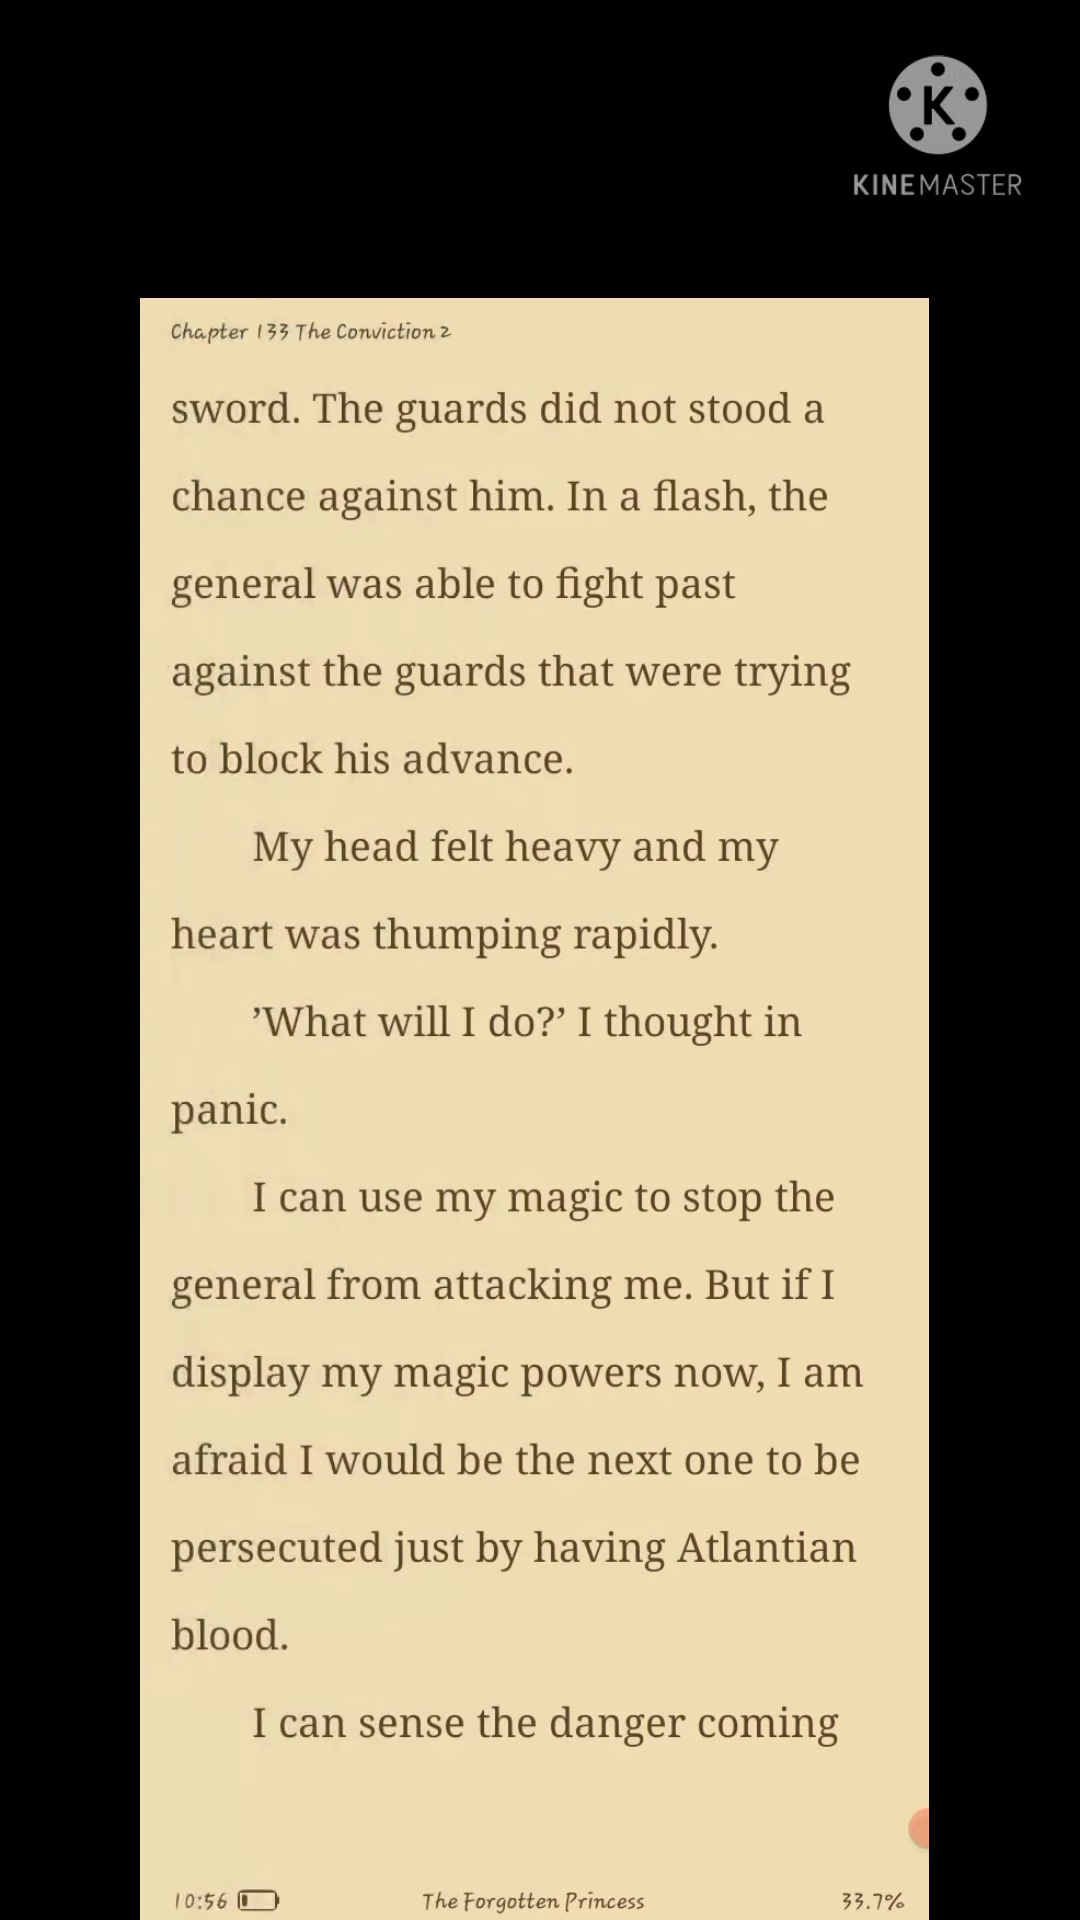 K
KINEMASTER
Chapter 133 The Conviction 2
sword. The guards did not stood a
chance against him. In a flash, the
general was able to fight past
against the guards that were trying
to block his advance.
My head felt heavy and my
heart was thumping rapidly.
’What will I do?’ I thought in
panic.
I can use my magic to stop the
general from attacking me. But if I
display my magic powers now, I am
afraid I would be the next one to be
persecuted just by having Atlantian
blood.
I can sense the danger coming
10:56 The Forgotten Princess 33.7%